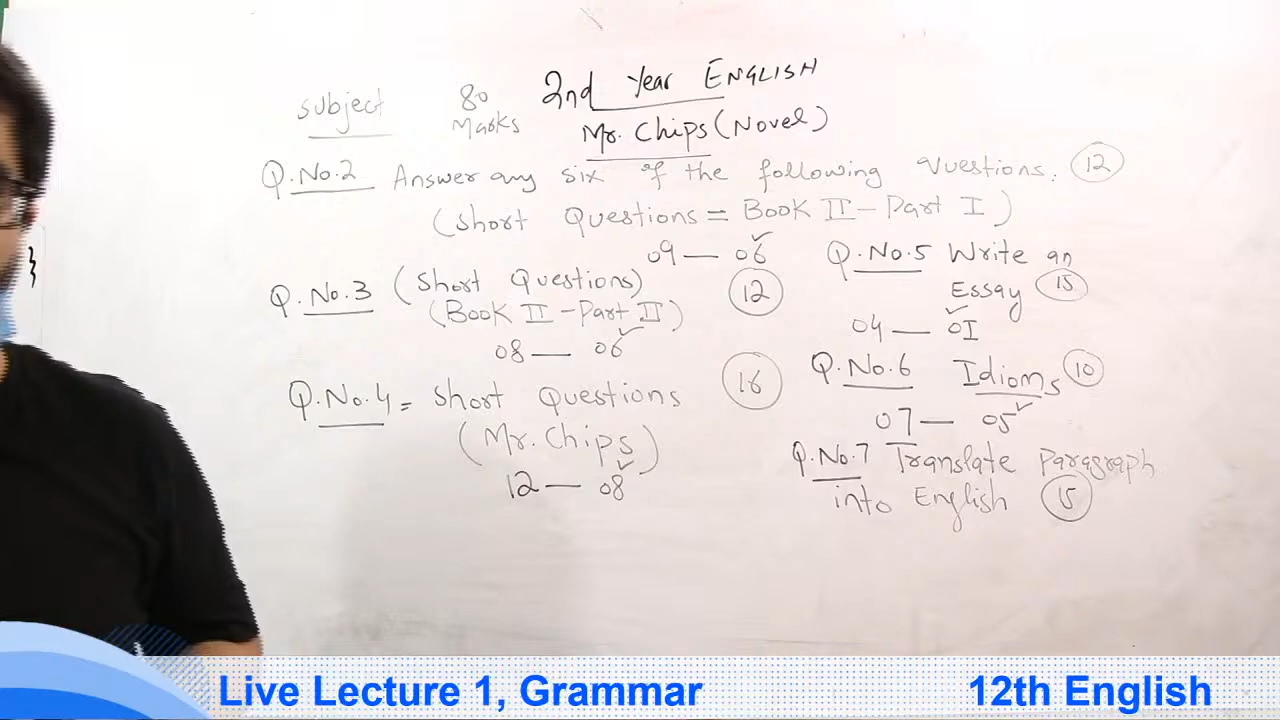 2nd Year ENGLISH
subject 80 Marks
Mr. Chips (Novel)
Q.No.2 Answer any six of the following Questions. 12
(Short Questions = Book II - Part I)
09 — 06
Q.No.3 (Short Questions) 12
(Book II - Part II)
08 — 06
Q.No.4 = Short Questions 16
(Mr. Chips)
12 — 08
Q.No.5 Write an
Essay 15
04 — 01
Q.No.6 Idioms 10
07 — 05
Q.No.7 Translate Paragraph
into English 15
Live Lecture 1, Grammar
12th English